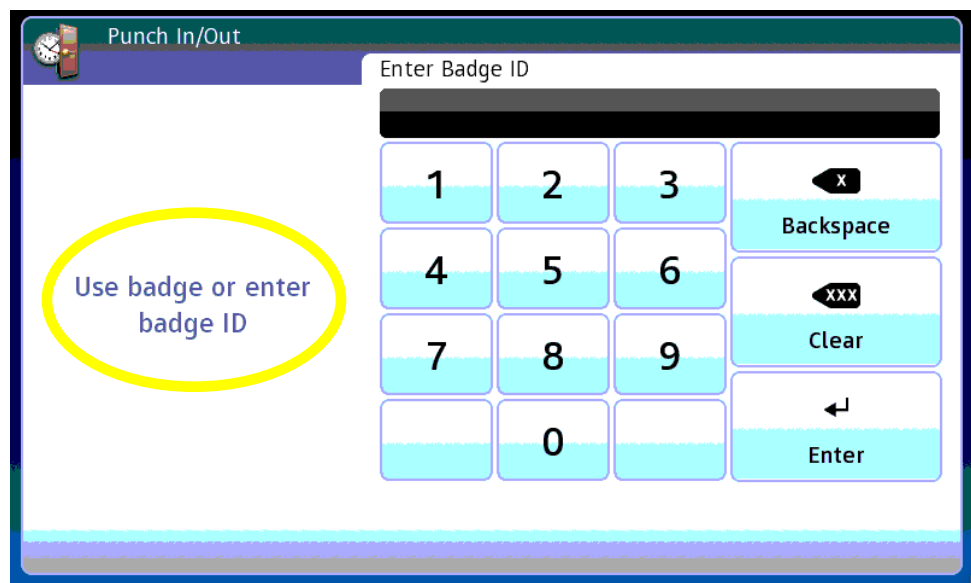 Punch In/Out
Enter Badge ID
Use badge or enter
badge ID
1 2 3
4 5 6
7 8 9
0
X
Backspace
XXX
Clear
Enter